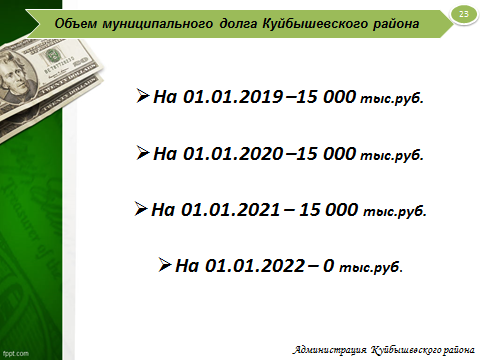 Объем муниципального долга Куйбышевского района
23
➢На 01.01.2019 –15 000 тыс.руб.
➢На 01.01.2020 –15 000 тыс.руб.
➢На 01.01.2021 – 15 000 тыс.руб.
➢На 01.01.2022 – 0 тыс.руб.
Администрация Куйбышевского района
fppt.com